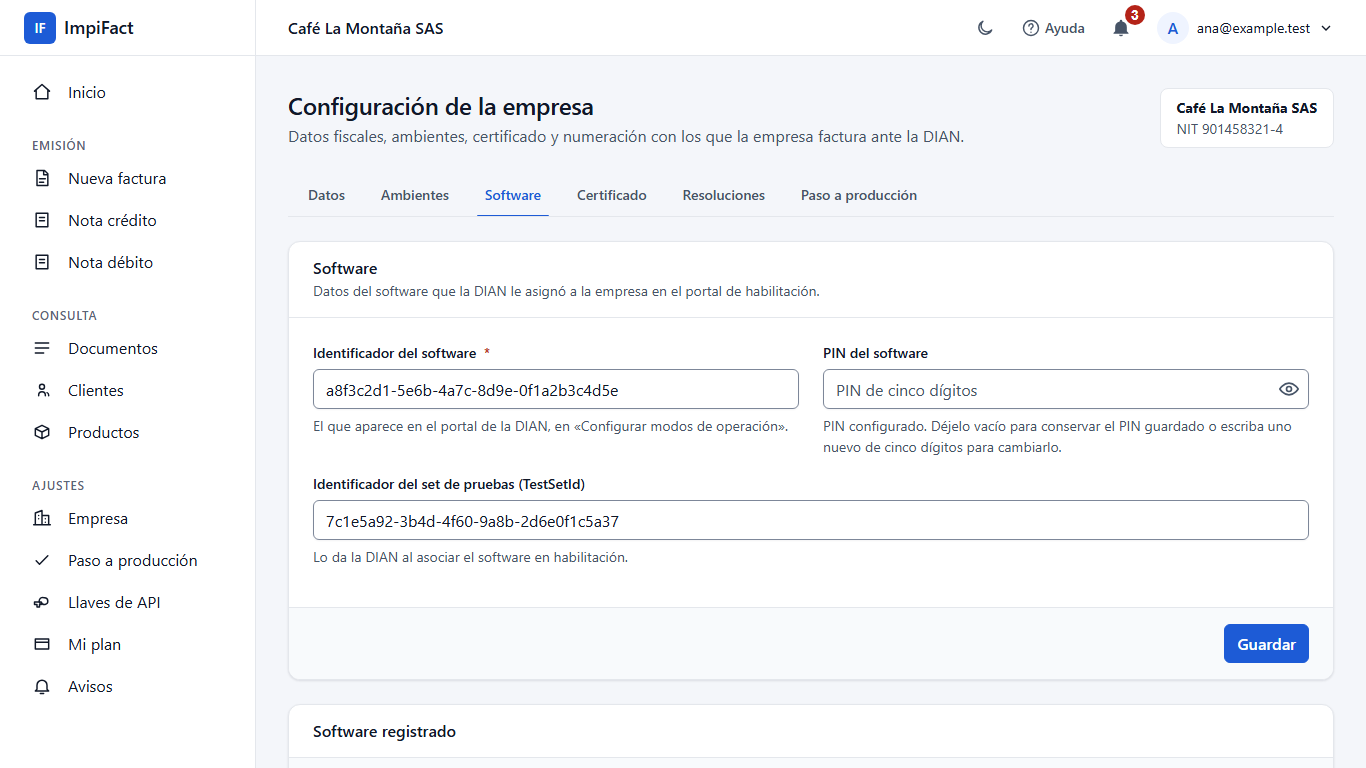 IF ImpiFact
Café La Montaña SAS
Ayuda
3
A ana@example.test
Inicio
EMISIÓN
Nueva factura
Nota crédito
Nota débito
CONSULTA
Documentos
Clientes
Productos
AJUSTES
Empresa
Paso a producción
Llaves de API
Mi plan
Avisos
Configuración de la empresa
Datos fiscales, ambientes, certificado y numeración con los que la empresa factura ante la DIAN.
Café La Montaña SAS
NIT 901458321-4
Datos Ambientes Software Certificado Resoluciones Paso a producción
Software
Datos del software que la DIAN le asignó a la empresa en el portal de habilitación.
Identificador del software *
a8f3c2d1-5e6b-4a7c-8d9e-0f1a2b3c4d5e
El que aparece en el portal de la DIAN, en «Configurar modos de operación».
PIN del software
PIN de cinco dígitos
PIN configurado. Déjelo vacío para conservar el PIN guardado o escriba uno
nuevo de cinco dígitos para cambiarlo.
Identificador del set de pruebas (TestSetId)
7c1e5a92-3b4d-4f60-9a8b-2d6e0f1c5a37
Lo da la DIAN al asociar el software en habilitación.
Guardar
Software registrado